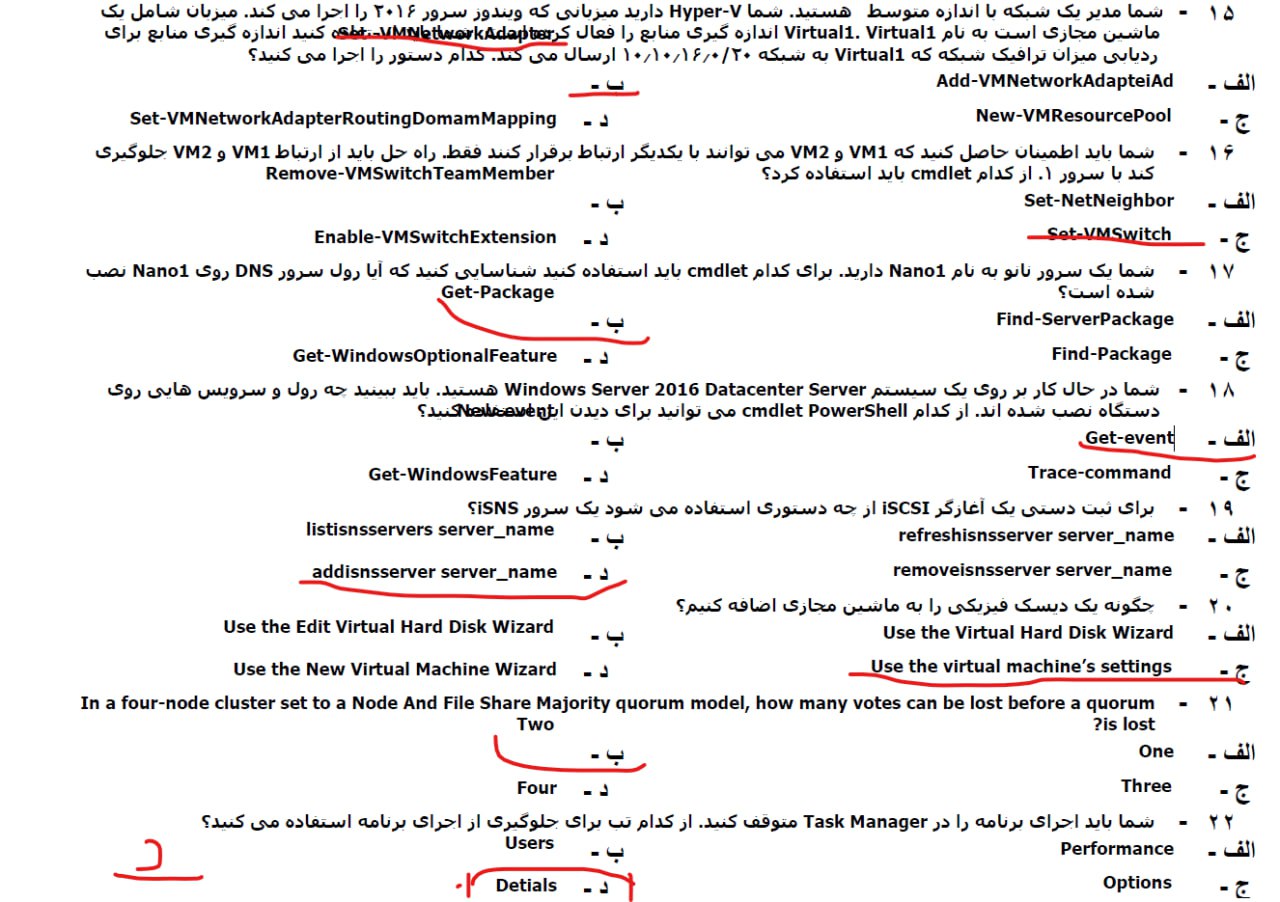 ۱۵ - شما مدیر یک شبکه با اندازه متوسط هستید. شما Hyper-V دارید میزبانی که ویندوز سرور ۲۰۱۶ را اجرا می کند. میزبان شامل یک
ماشین مجازی است به نام Virtual1. Virtual1 اندازه گیری منابع را فعال کرده کنید اندازه گیری منابع برای
Set-VMNetworkAdapter
ردیابی میزان ترافیک شبکه که Virtual1 به شبکه ۱۰٫۱۰٫۱۶٫۰/۲۰ ارسال می کند. کدام دستور را اجرا می کنید؟
الف - Add-VMNetworkAdapteiAd ب -
ج - New-VMResourcePool د - Set-VMNetworkAdapterRoutingDomamMapping
۱۶ - شما باید اطمینان حاصل کنید که VM1 و VM2 می توانند با یکدیگر ارتباط برقرار کنند فقط. راه حل باید از ارتباط VM1 و VM2 جلوگیری
کند با سرور ۱. از کدام cmdlet باید استفاده کرد؟ Remove-VMSwitchTeamMember
الف - Set-NetNeighbor ب -
ج - Set-VMSwitch د - Enable-VMSwitchExtension
۱۷ - شما یک سرور نانو به نام Nano1 دارید. برای کدام cmdlet باید استفاده کنید شناسایی کنید که آیا رول سرور DNS روی Nano1 نصب
شده است؟ Get-Package
الف - Find-ServerPackage ب -
ج - Find-Package د - Get-WindowsOptionalFeature
۱۸ - شما در حال کار بر روی یک سیستم Windows Server 2016 Datacenter Server هستید. باید ببینید چه رول و سرویس هایی روی
دستگاه نصب شده اند. از کدام cmdlet PowerShell می توانید برای دیدن این استفاده کنید؟ New-event
الف - Get-event ب -
ج - Trace-command د - Get-WindowsFeature
۱۹ - برای ثبت دستی یک آغازگر iSCSI از چه دستوری استفاده می شود یک سرور iSNS؟
الف - refreshisnsserver server_name ب - listisnsservers server_name
ج - removeisnsserver server_name د - addisnsserver server_name
۲۰ - چگونه یک دیسک فیزیکی را به ماشین مجازی اضافه کنیم؟
الف - Use the Virtual Hard Disk Wizard ب - Use the Edit Virtual Hard Disk Wizard
ج - Use the virtual machine's settings د - Use the New Virtual Machine Wizard
۲۱ - In a four-node cluster set to a Node And File Share Majority quorum model, how many votes can be lost before a quorum
?is lost Two
الف - One ب -
ج - Three د - Four
۲۲ - شما باید اجرای برنامه را در Task Manager متوقف کنید. از کدام تب برای جلوگیری از اجرای برنامه استفاده می کنید؟
الف - Performance ب - Users
ج - Options د - Detials
د